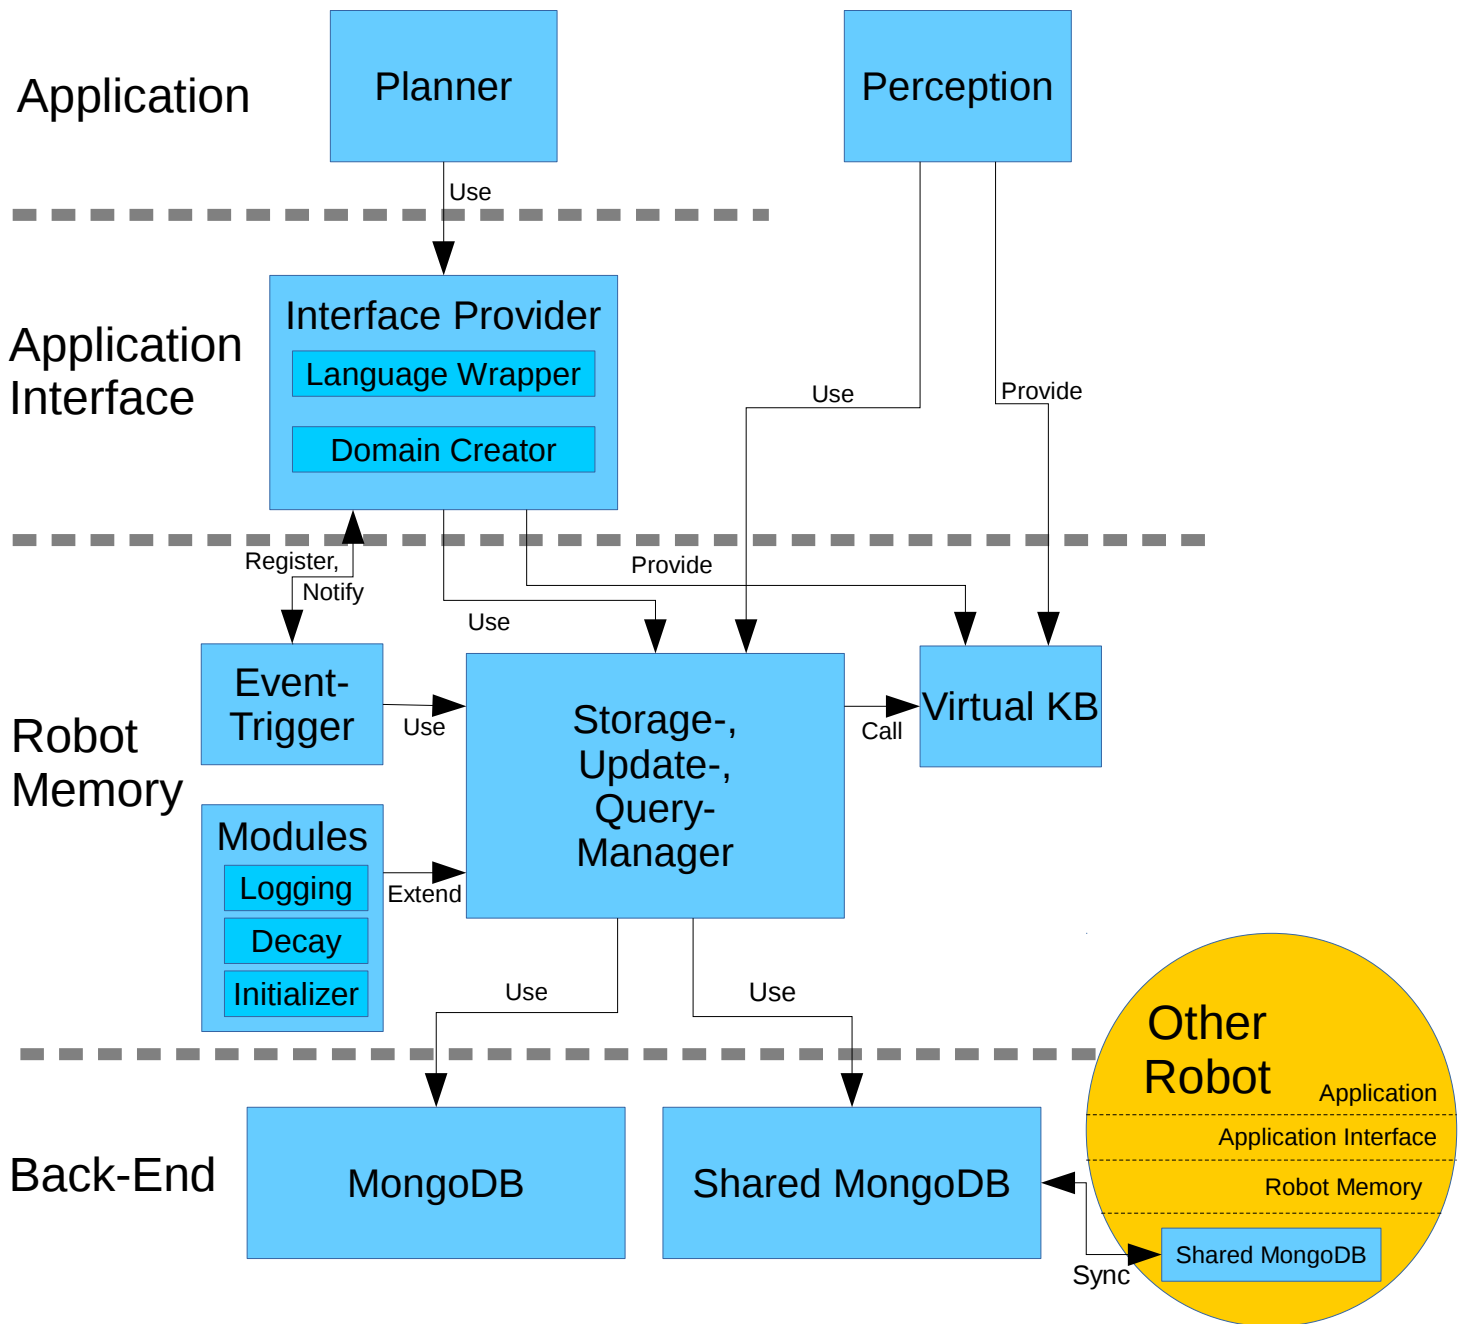 Application
Planner
Perception
Use
Application
Interface
Interface Provider
Language Wrapper
Domain Creator
Use
Provide
Register,
Notify
Provide
Use
Robot
Memory
Event-
Trigger
Use
Storage-,
Update-,
Query-
Manager
Call
Virtual KB
Modules
Logging
Decay
Initializer
Extend
Use
Use
Back-End
MongoDB
Shared MongoDB
Other
Robot
Application
Application Interface
Robot Memory
Shared MongoDB
Sync